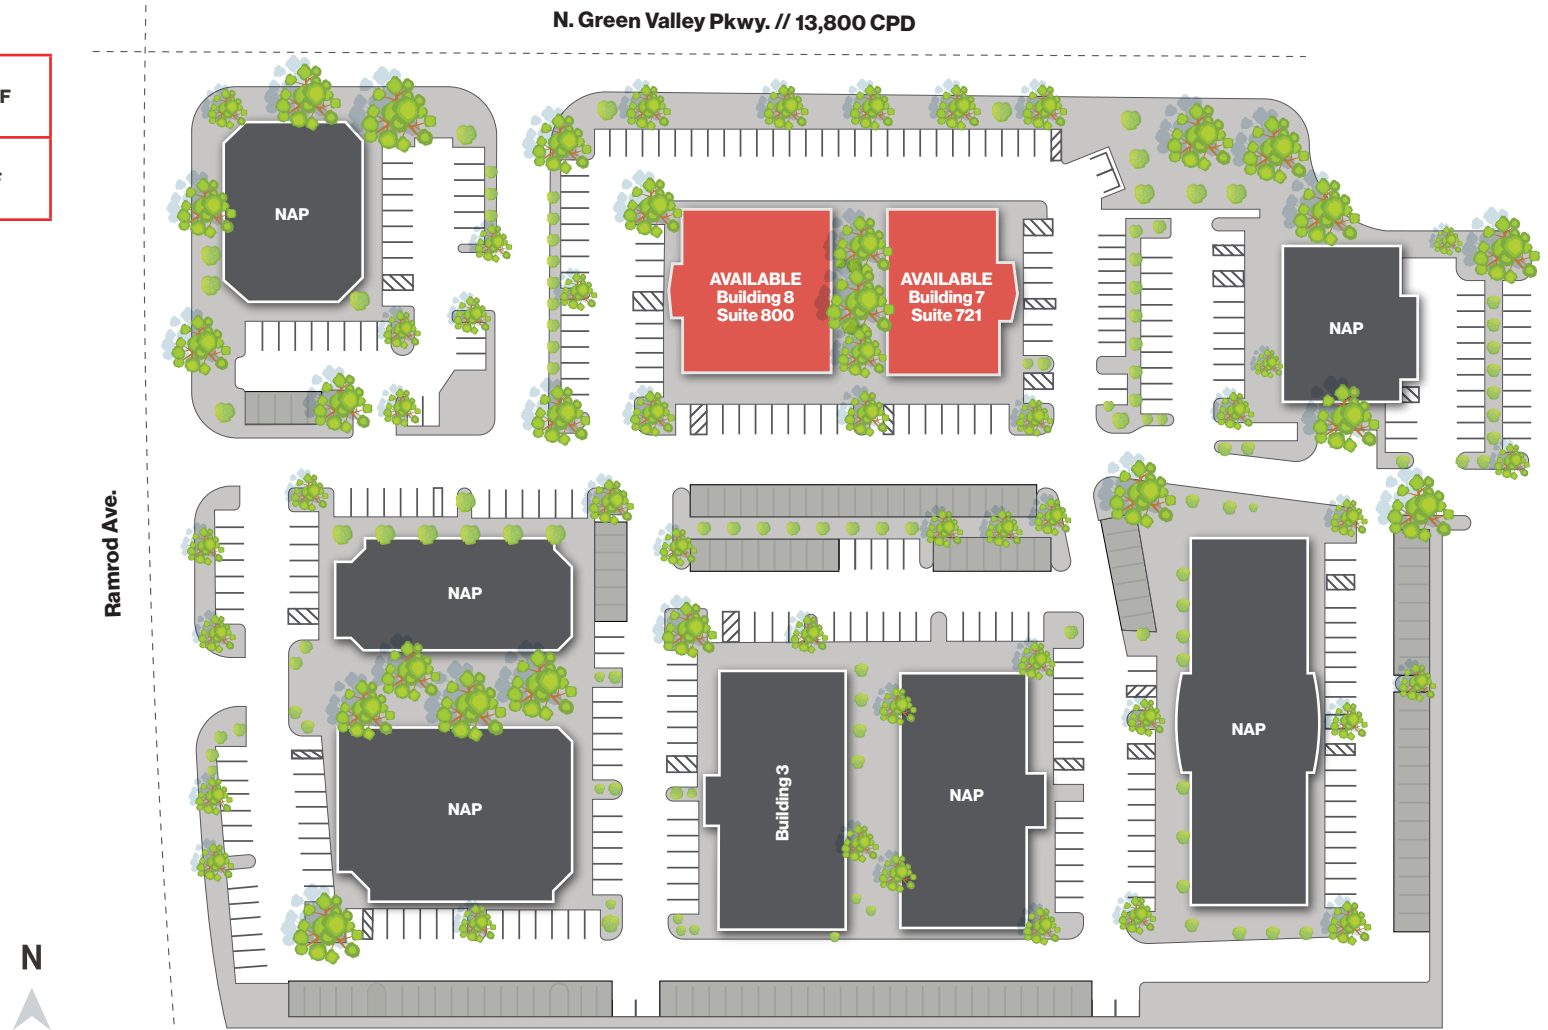 N. Green Valley Pkwy. // 13,800 CPD
F
NAP
AVAILABLE
Building 8
Suite 800
AVAILABLE
Building 7
Suite 721
NAP
Ramrod Ave.
NAP
NAP
NAP
Building 3
NAP
N